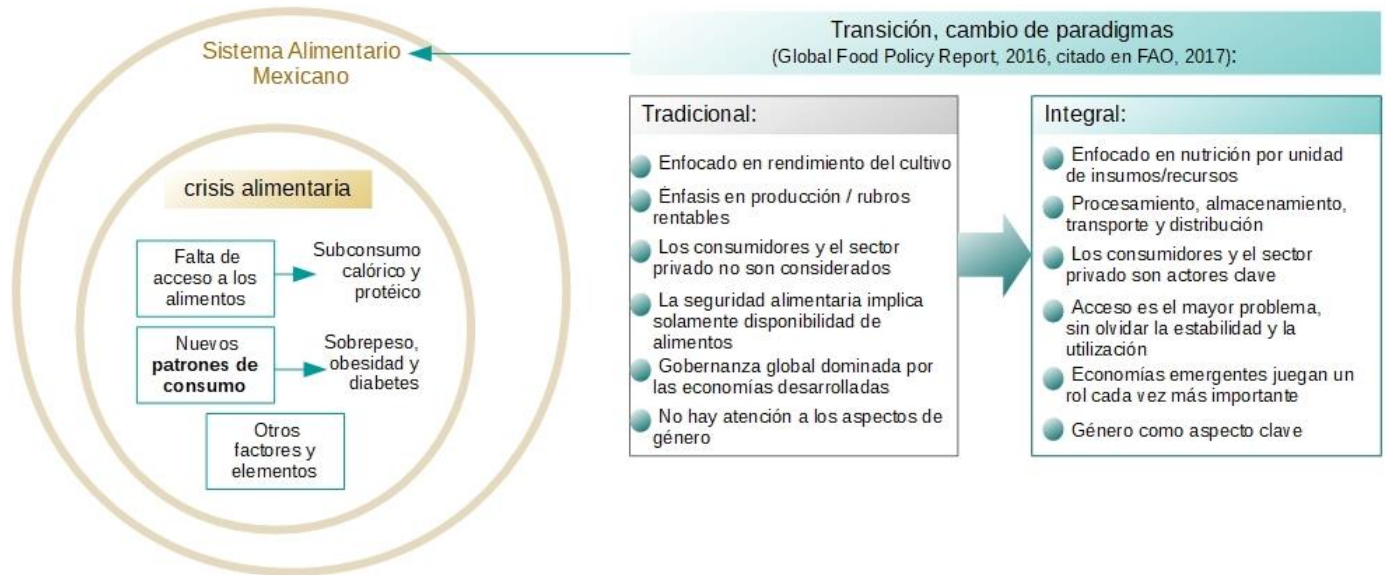 Sistema Alimentario
Mexicano
crisis alimentaria
Falta de
acceso a los
alimentos
Subconsumo
calórico y
protéico
Nuevos
patrones de
consumo
Sobrepeso,
obesidad y
diabetes
Otros
factores y
elementos
Transición, cambio de paradigmas
(Global Food Policy Report, 2016, citado en FAO, 2017):
Tradicional:
Enfocado en rendimiento del cultivo
Énfasis en producción / rubros
rentables
Los consumidores y el sector
privado no son considerados
La seguridad alimentaria implica
solamente disponibilidad de
alimentos
Gobernanza global dominada por
las economías desarrolladas
No hay atención a los aspectos de
género
Integral:
Enfocado en nutrición por unidad
de insumos/recursos
Procesamiento, almacenamiento,
transporte y distribución
Los consumidores y el sector
privado son actores clave
Acceso es el mayor problema,
sin olvidar la estabilidad y la
utilización
Economías emergentes juegan un
rol cada vez más importante
Género como aspecto clave